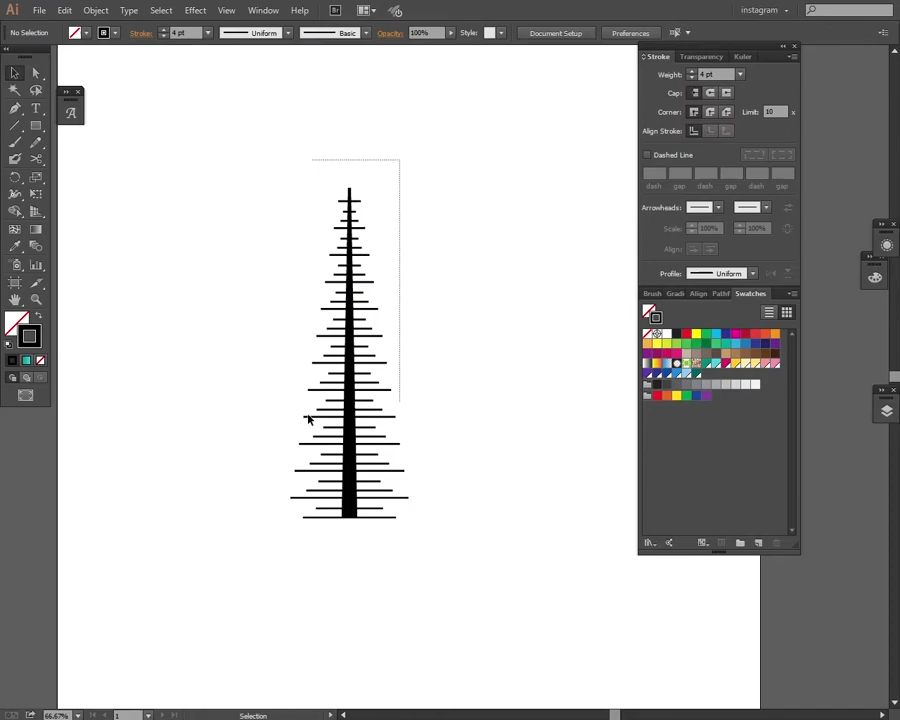 Ai File Edit Object Type Select Effect View Window Help Br instagram
No Selection Stroke: 4 pt Uniform Basic Opacity: 100% Style: Document Setup Preferences
Stroke Transparency Kuler
Weight: 4 pt
Cap:
Corner: Limit: 10 x
Align Stroke:
Dashed Line
dash gap dash gap dash gap
Arrowheads:
Scale: 100% 100%
Align:
Profile: Uniform
Brush Gradi Align Pathf Swatches
66.67% 1 Selection